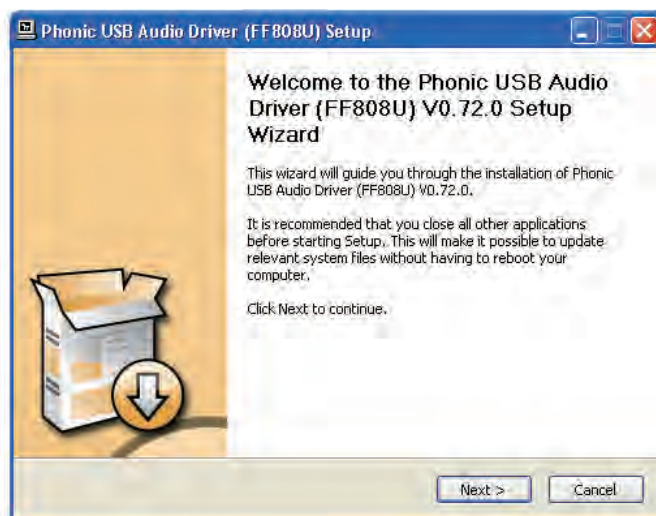 Phonic USB Audio Driver (FF808U) Setup
Welcome to the Phonic USB Audio
Driver (FF808U) V0.72.0 Setup
Wizard
This wizard will guide you through the installation of Phonic
USB Audio Driver (FF808U) V0.72.0.
It is recommended that you close all other applications
before starting Setup. This will make it possible to update
relevant system files without having to reboot your
computer.
Click Next to continue.
Next >
Cancel